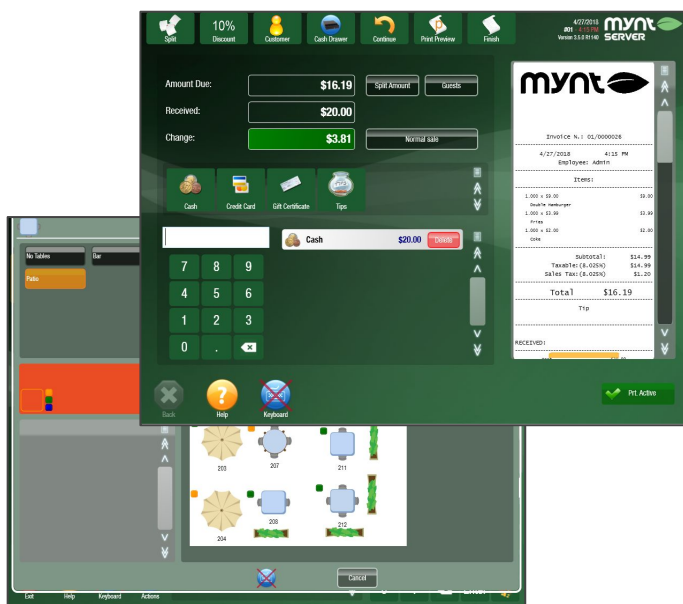 Split
10%
Discount
Customer
Cash Drawer
Continue
Print Preview
Finish
4/27/2018
#01 4:15 PM
Version 3.5.0 R1140
mynt
SERVER
Amount Due:
$16.19
Split Amount
Guests
Received:
$20.00
Change:
$3.81
Normal sale
Cash
Credit Card
Gift Certificate
Tips
Cash
$20.00
Delete
7 8 9
4 5 6
1 2 3
0 .
Back
Help
Keyboard
Prt. Active
mynt
Invoice N.: 01/0000026
4/27/2018 4:15 PM
Employee: Admin
Items:
1.000 x $9.00 $9.00
Double Hamburger
1.000 x $3.99 $3.99
Fries
1.000 x $2.00 $2.00
Coke
Subtotal: $14.99
Taxable:(8.025%) $14.99
Sales Tax:(8.025%) $1.20
Total $16.19
Tip
RECEIVED:
No Tables
Bar
Patio
203
207
211
204
208
212
Cancel
Exit
Help
Keyboard
Actions